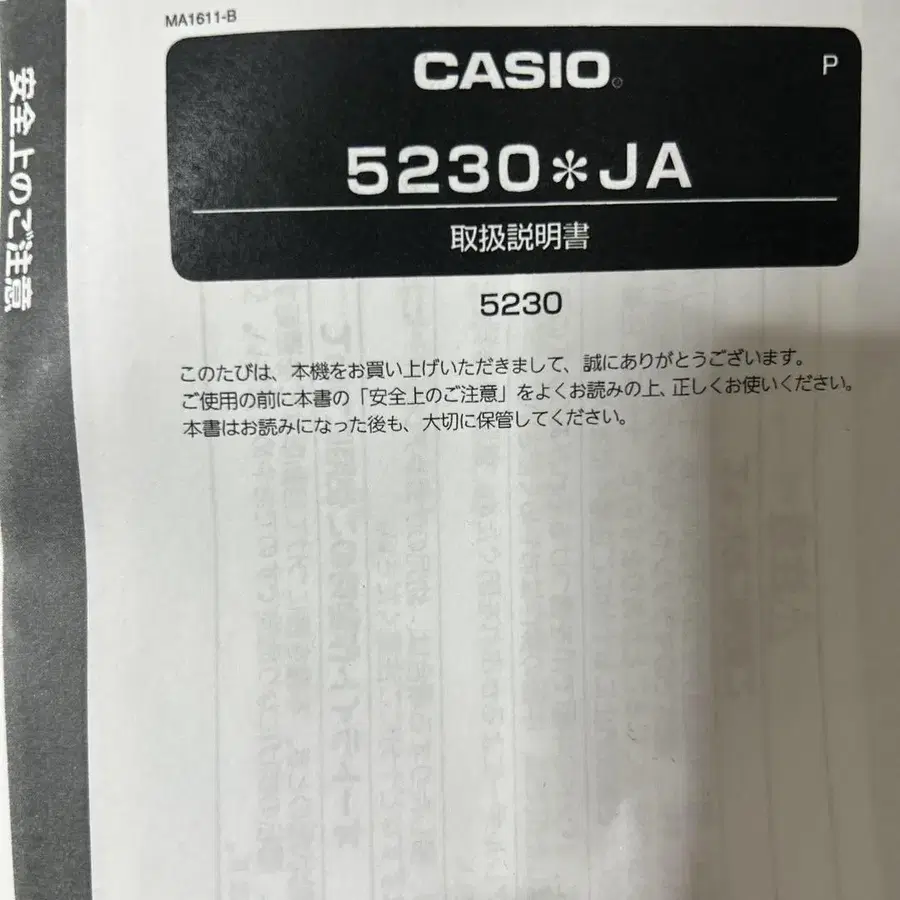 MA1611-B
CASIO®
P
5230＊JA
取扱説明書
5230
このたびは、本機をお買い上げいただきまして、誠にありがとうございます。
ご使用の前に本書の「安全上のご注意」をよくお読みの上、正しくお使いください。
本書はお読みになった後も、大切に保管してください。
安全上のご注意